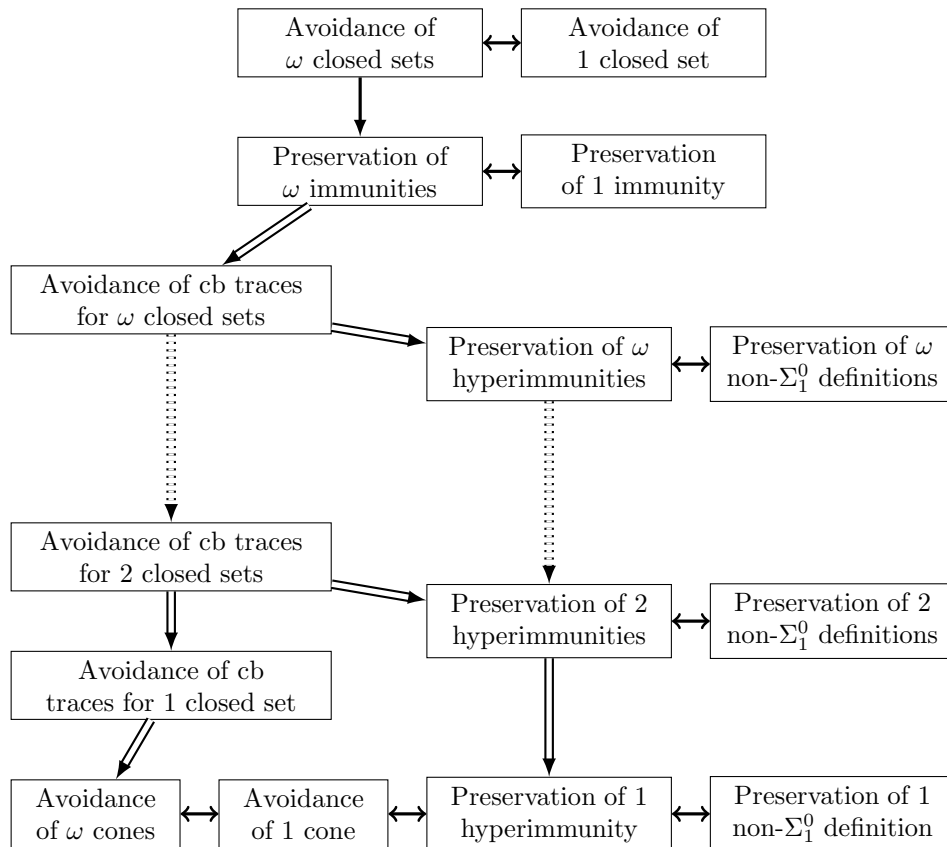 Avoidance of
ω closed sets
Avoidance of
1 closed set
Preservation of
ω immunities
Preservation
of 1 immunity
Avoidance of cb traces
for ω closed sets
Preservation of ω
hyperimmunities
Preservation of ω
non-Σ⁰₁ definitions
Avoidance of cb traces
for 2 closed sets
Preservation of 2
hyperimmunities
Preservation of 2
non-Σ⁰₁ definitions
Avoidance of cb
traces for 1 closed set
Avoidance
of ω cones
Avoidance
of 1 cone
Preservation of 1
hyperimmunity
Preservation of 1
non-Σ⁰₁ definition